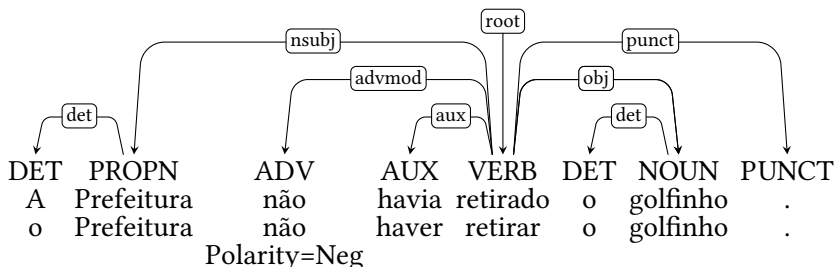 root
nsubj punct
advmod obj
det aux det
DET PROPN ADV AUX VERB DET NOUN PUNCT
A Prefeitura não havia retirado o golfinho .
o Prefeitura não haver retirar o golfinho .
Polarity=Neg